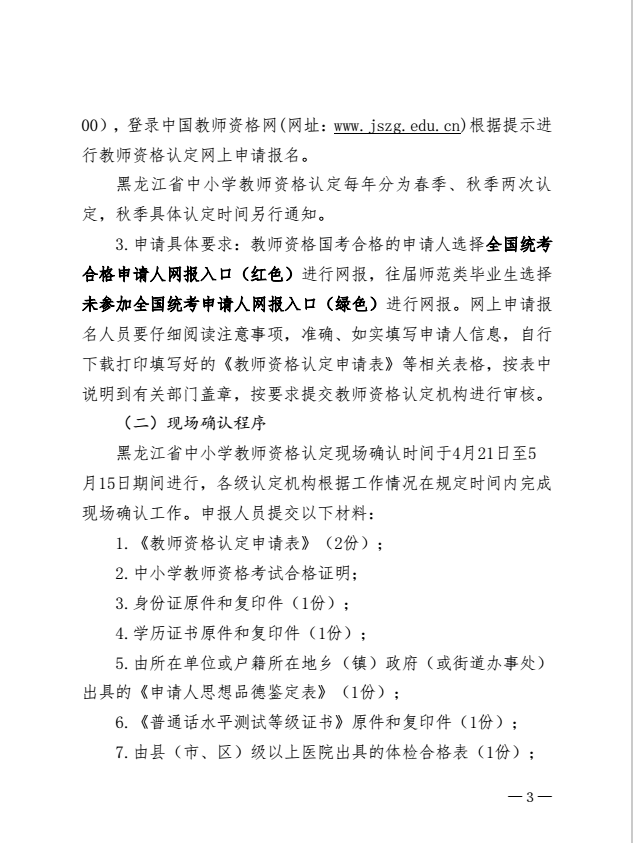 00），登录中国教师资格网(网址：www.jszg.edu.cn)根据提示进
行教师资格认定网上申请报名。
黑龙江省中小学教师资格认定每年分为春季、秋季两次认
定，秋季具体认定时间另行通知。
3.申请具体要求：教师资格国考合格的申请人选择全国统考
合格申请人网报入口（红色）进行网报，往届师范类毕业生选择
未参加全国统考申请人网报入口（绿色）进行网报。网上申请报
名人员要仔细阅读注意事项，准确、如实填写申请人信息，自行
下载打印填写好的《教师资格认定申请表》等相关表格，按表中
说明到有关部门盖章，按要求提交教师资格认定机构进行审核。
（二）现场确认程序
黑龙江省中小学教师资格认定现场确认时间于4月21日至5
月15日期间进行，各级认定机构根据工作情况在规定时间内完成
现场确认工作。申报人员提交以下材料：
1.《教师资格认定申请表》（2份）；
2.中小学教师资格考试合格证明；
3.身份证原件和复印件（1份）；
4.学历证书原件和复印件（1份）；
5.由所在单位或户籍所在地乡（镇）政府（或街道办事处）
出具的《申请人思想品德鉴定表》（1份）；
6.《普通话水平测试等级证书》原件和复印件（1份）；
7.由县（市、区）级以上医院出具的体检合格表（1份）；
—3—